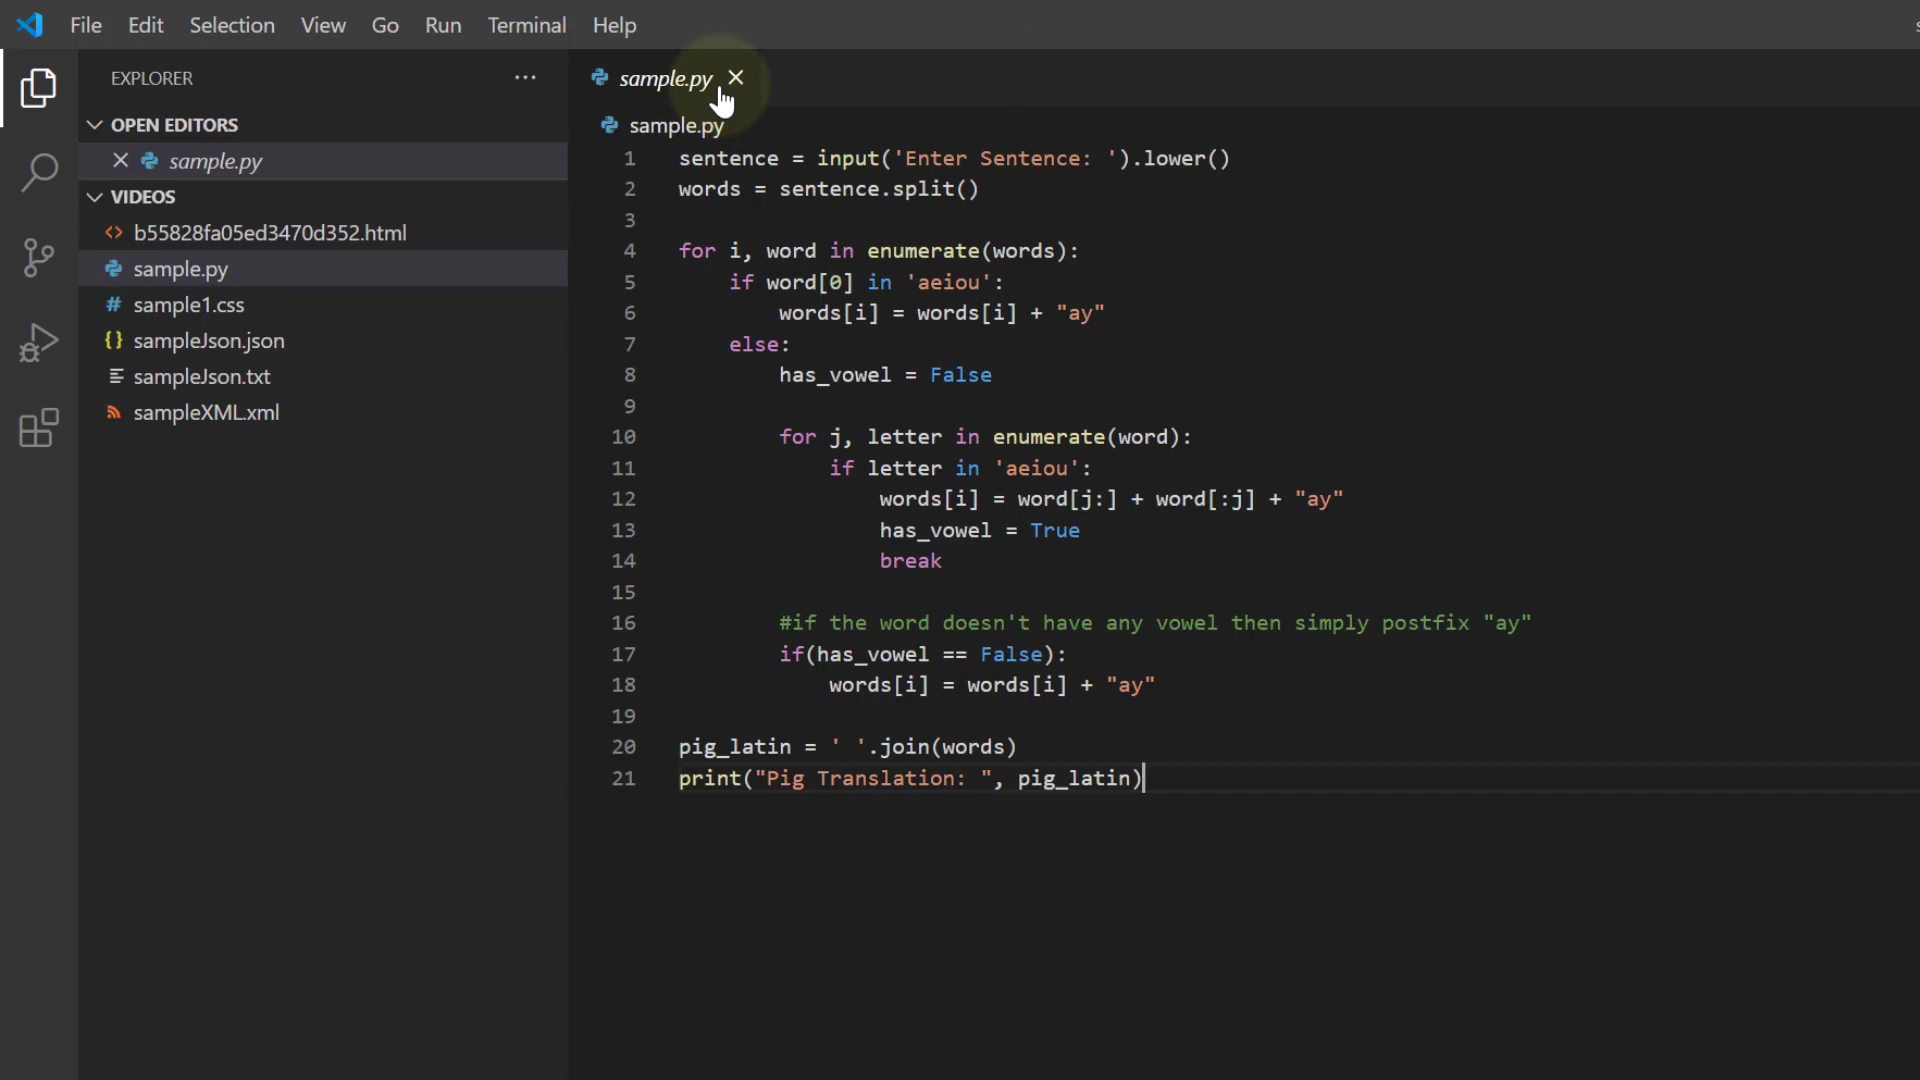 File Edit Selection View Go Run Terminal Help
EXPLORER
OPEN EDITORS
sample.py
VIDEOS
b55828fa05ed3470d352.html
sample.py
sample1.css
sampleJson.json
sampleJson.txt
sampleXML.xml
sample.py
sample.py
1 sentence = input('Enter Sentence: ').lower()
2 words = sentence.split()
3
4 for i, word in enumerate(words):
5     if word[0] in 'aeiou':
6         words[i] = words[i] + "ay"
7     else:
8         has_vowel = False
9
10         for j, letter in enumerate(word):
11             if letter in 'aeiou':
12                 words[i] = word[j:] + word[:j] + "ay"
13                 has_vowel = True
14                 break
15
16         #if the word doesn't have any vowel then simply postfix "ay"
17         if(has_vowel == False):
18             words[i] = words[i] + "ay"
19
20 pig_latin = ' '.join(words)
21 print("Pig Translation: ", pig_latin)